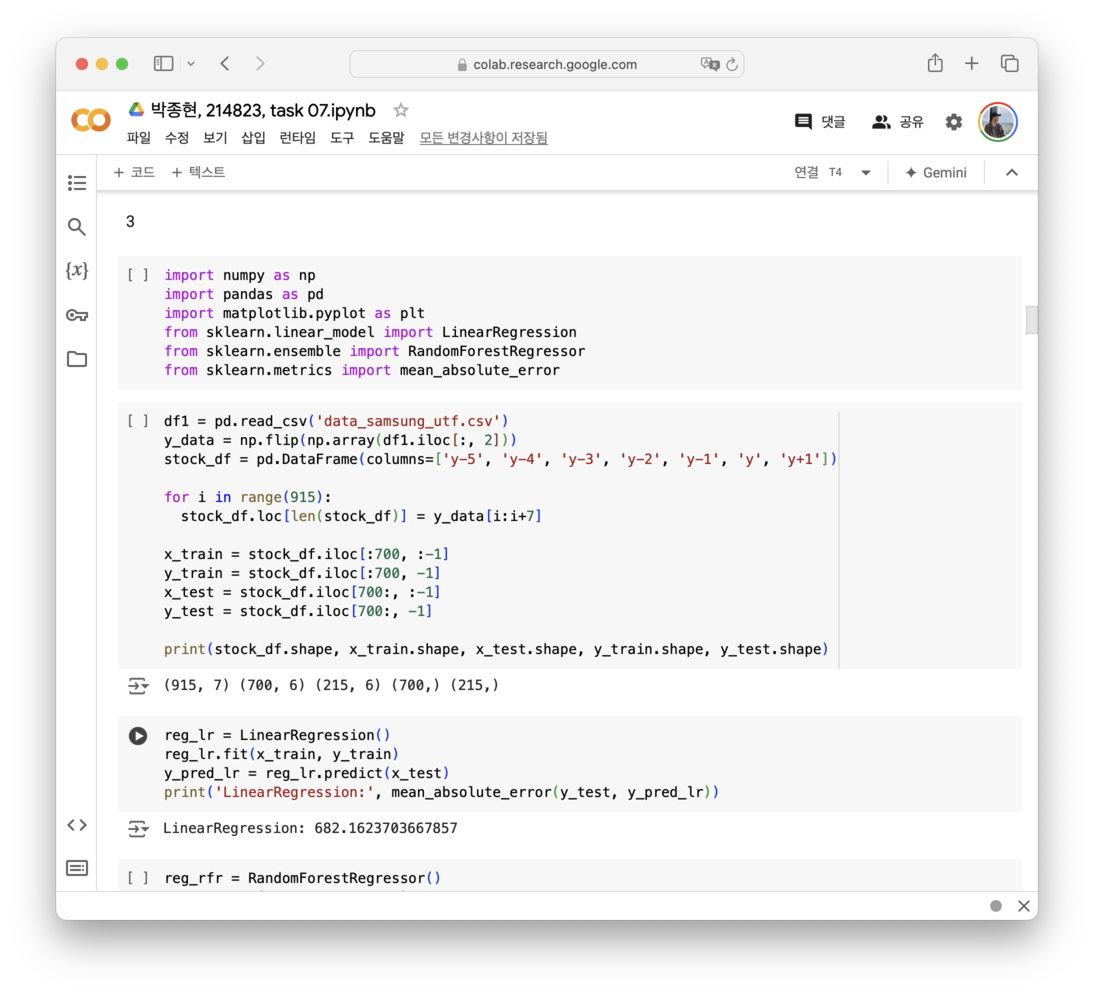 colab.research.google.com
박종현, 214823, task 07.ipynb
댓글
공유
파일 수정 보기 삽입 런타임 도구 도움말 모든 변경사항이 저장됨
+ 코드 + 텍스트
연결 T4
Gemini
3
[ ] import numpy as np
import pandas as pd
import matplotlib.pyplot as plt
from sklearn.linear_model import LinearRegression
from sklearn.ensemble import RandomForestRegressor
from sklearn.metrics import mean_absolute_error
[ ] df1 = pd.read_csv('data_samsung_utf.csv')
y_data = np.flip(np.array(df1.iloc[:, 2]))
stock_df = pd.DataFrame(columns=['y-5', 'y-4', 'y-3', 'y-2', 'y-1', 'y', 'y+1'])
for i in range(915):
  stock_df.loc[len(stock_df)] = y_data[i:i+7]
x_train = stock_df.iloc[:700, :-1]
y_train = stock_df.iloc[:700, -1]
x_test = stock_df.iloc[700:, :-1]
y_test = stock_df.iloc[700:, -1]
print(stock_df.shape, x_train.shape, x_test.shape, y_train.shape, y_test.shape)
(915, 7) (700, 6) (215, 6) (700,) (215,)
reg_lr = LinearRegression()
reg_lr.fit(x_train, y_train)
y_pred_lr = reg_lr.predict(x_test)
print('LinearRegression:', mean_absolute_error(y_test, y_pred_lr))
LinearRegression: 682.1623703667857
[ ] reg_rfr = RandomForestRegressor()